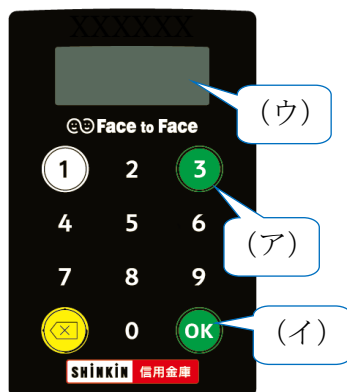 XXXXXX
(ウ)
Face to Face
1 2 3
4 5 6
(ア)
7 8 9
0 OK
(イ)
SHiNKiN 信用金庫